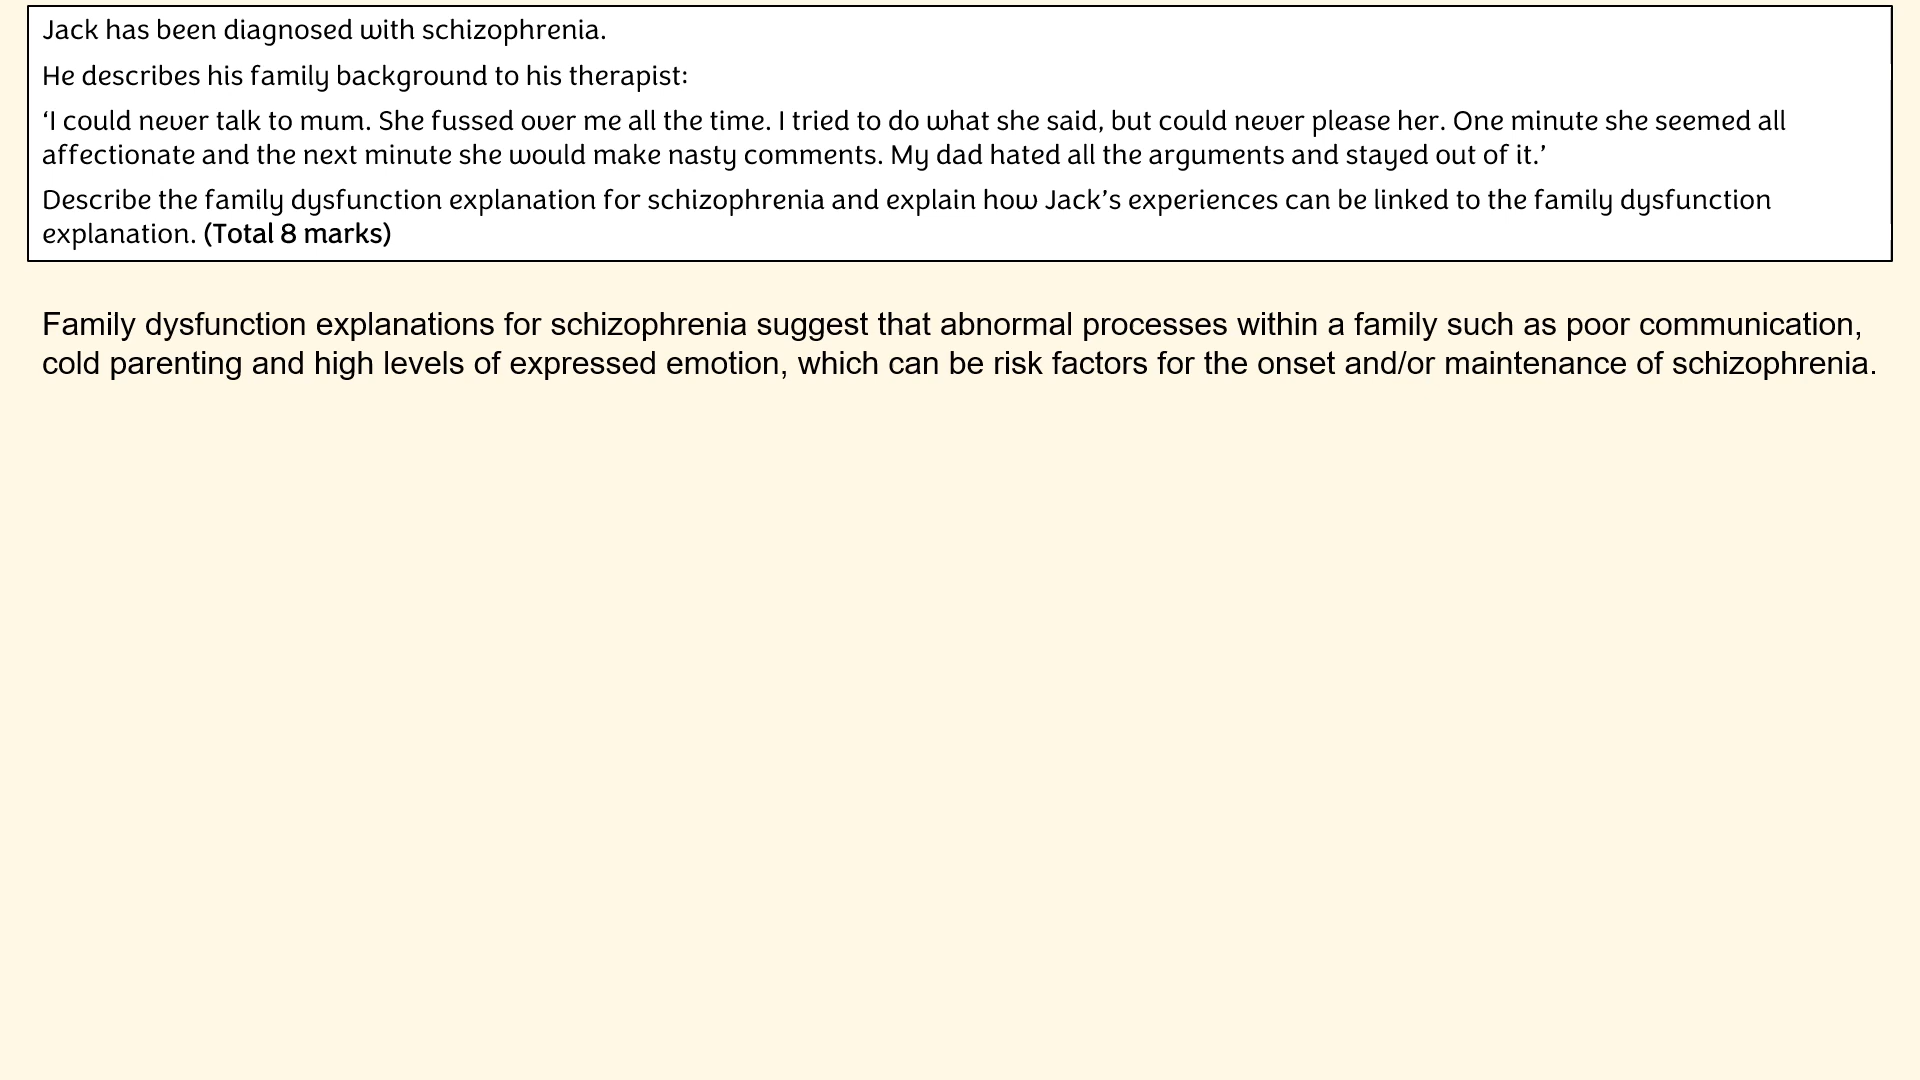 Jack has been diagnosed with schizophrenia.
He describes his family background to his therapist:
‘I could never talk to mum. She fussed over me all the time. I tried to do what she said, but could never please her. One minute she seemed all
affectionate and the next minute she would make nasty comments. My dad hated all the arguments and stayed out of it.’
Describe the family dysfunction explanation for schizophrenia and explain how Jack’s experiences can be linked to the family dysfunction
explanation. (Total 8 marks)
Family dysfunction explanations for schizophrenia suggest that abnormal processes within a family such as poor communication,
cold parenting and high levels of expressed emotion, which can be risk factors for the onset and/or maintenance of schizophrenia.